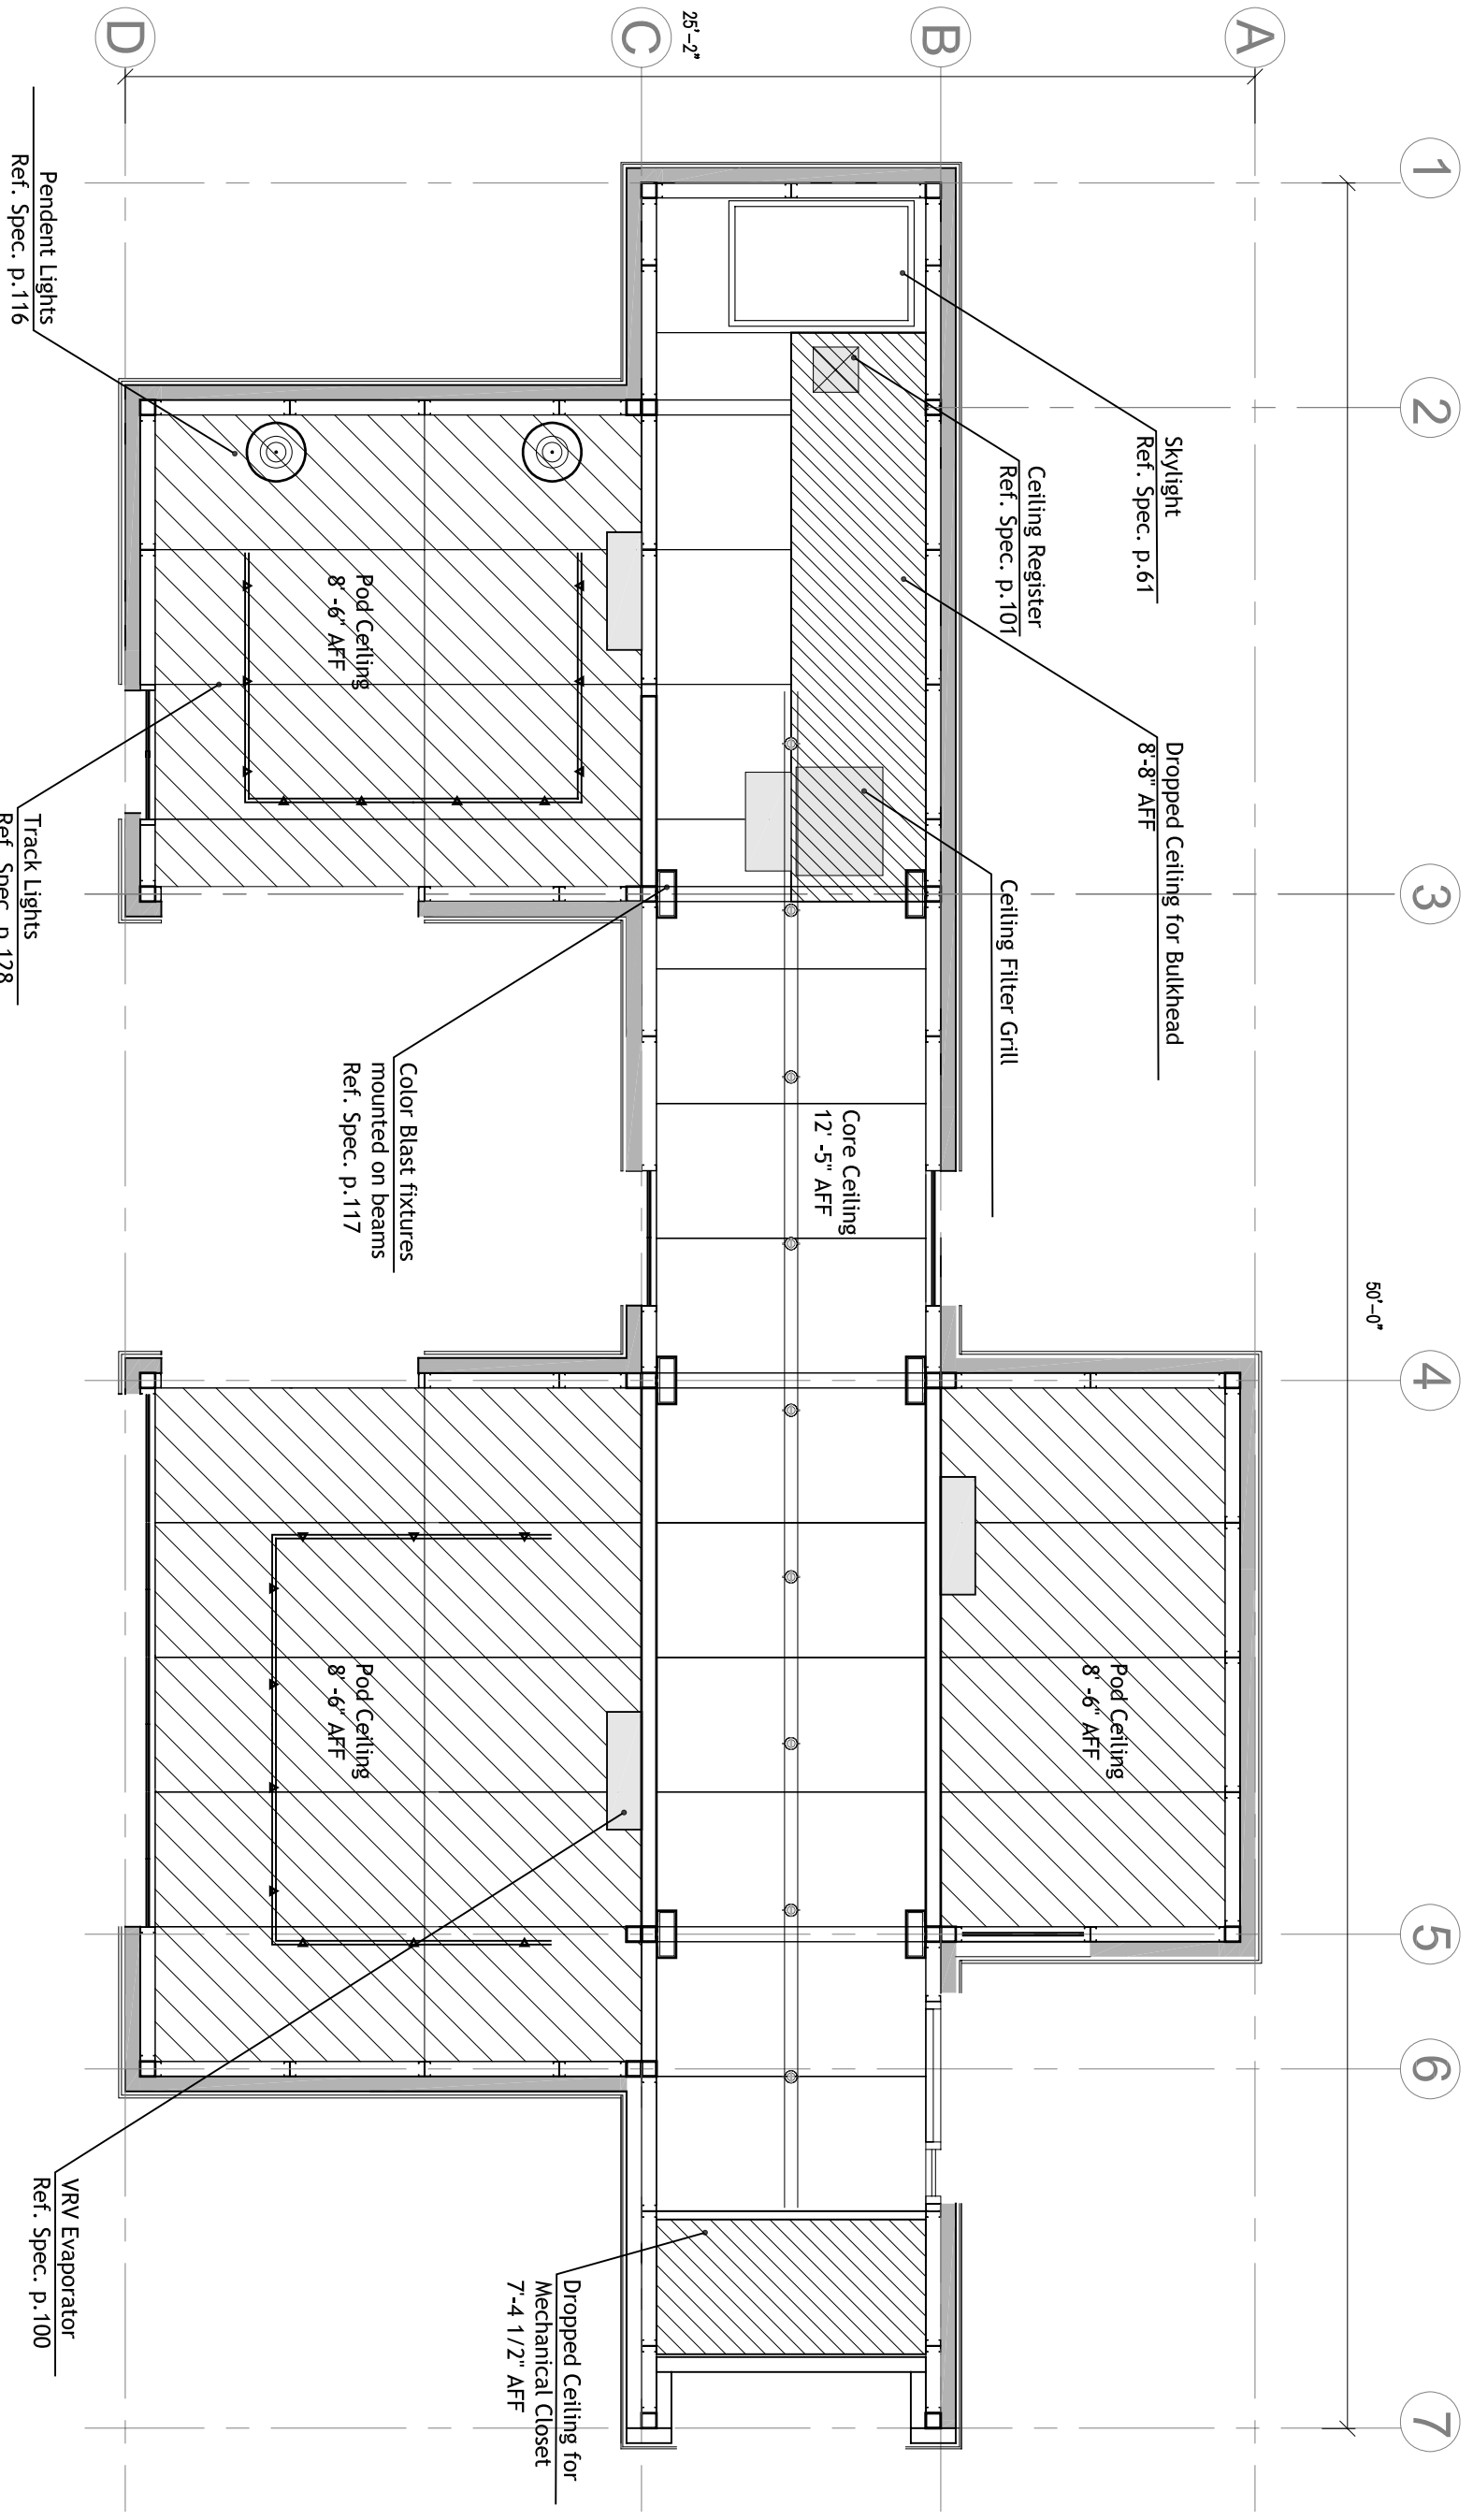 1
2
3
4
5
6
7
A
B
C
D
50'-0"
25'-2"
Skylight
Ref. Spec. p.61
Ceiling Register
Ref. Spec. p.101
Dropped Ceiling for Bulkhead
8'-8" AFF
Ceiling Filter Grill
Core Ceiling
12' -5" AFF
Pod Ceiling
8' -6" AFF
Pod Ceiling
8' -6" AFF
Pod Ceiling
8' -6" AFF
Color Blast fixtures
mounted on beams
Ref. Spec. p.117
Dropped Ceiling for
Mechanical Closet
7'-4 1/2" AFF
Pendent Lights
Ref. Spec. p.116
Track Lights
Ref. Spec. p.128
VRV Evaporator
Ref. Spec. p.100